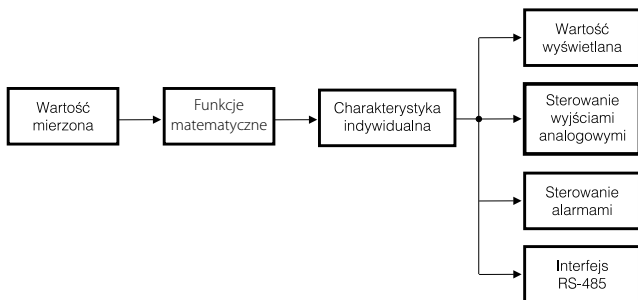 Wartość
mierzona
Funkcje
matematyczne
Charakterystyka
indywidualna
Wartość
wyświetlana
Sterowanie
wyjściami
analogowymi
Sterowanie
alarmami
Interfejs
RS-485